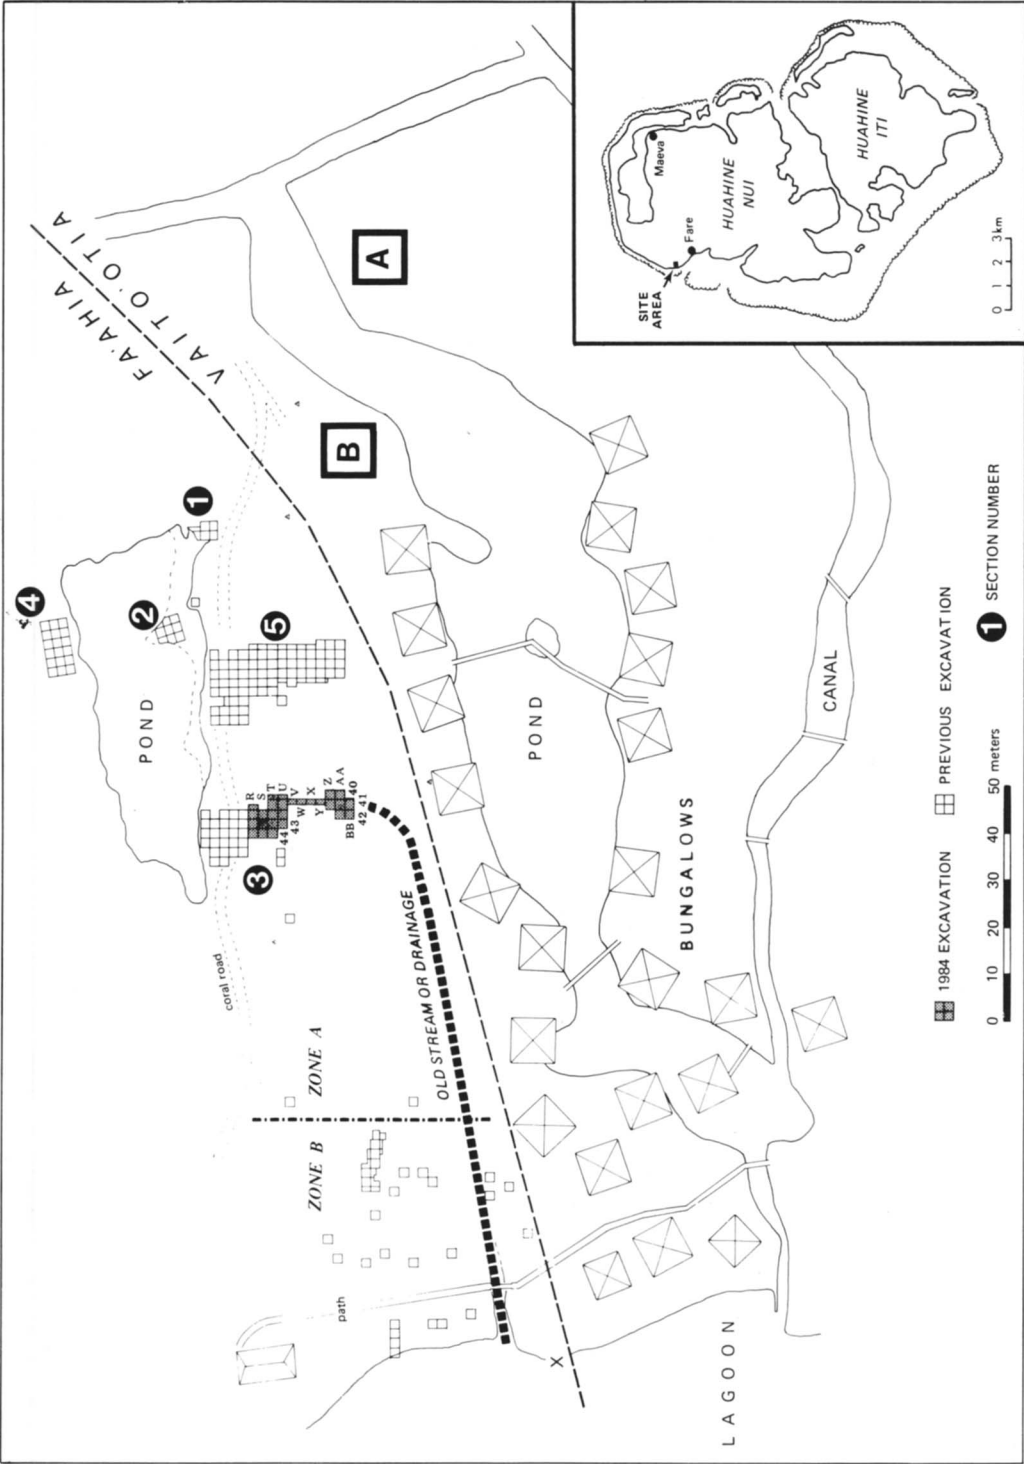 FA'AHIA
VAITO'OTIA
A
B
1
2
3
4
5
POND
coral road
R
S
T
U
V
W
X
Y
Z
AA
BB
40
41
42
43
44
OLD STREAM OR DRAINAGE
ZONE A
ZONE B
path
POND
BUNGALOWS
CANAL
LAGOON
X
1984 EXCAVATION
PREVIOUS EXCAVATION
1 SECTION NUMBER
0 10 20 30 40 50 meters
SITE
AREA
Fare
Maeva
HUAHINE
NUI
HUAHINE
ITI
0 1 2 3 km